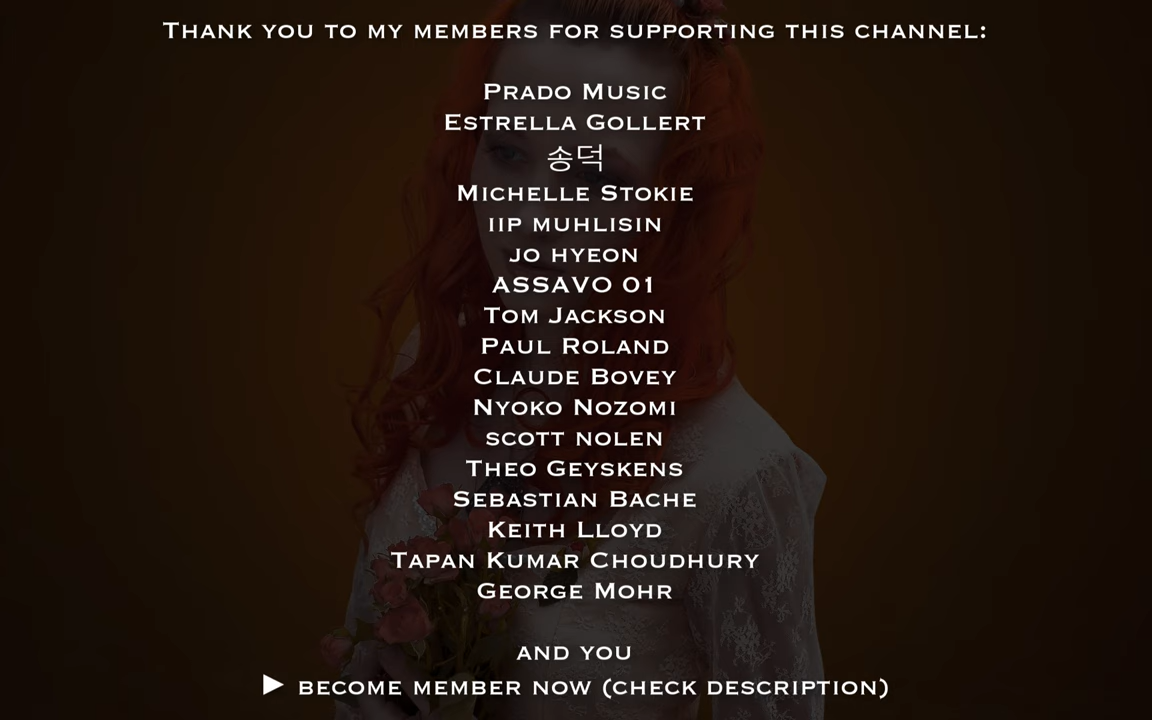 Thank you to my members for supporting this channel:
Prado Music
Estrella Gollert
송덕
Michelle Stokie
iip muhlisin
jo hyeon
ASSAVO 01
Tom Jackson
Paul Roland
Claude Bovey
Nyoko Nozomi
scott nolen
Theo Geyskens
Sebastian Bache
Keith Lloyd
Tapan Kumar Choudhury
George Mohr
and you
► become member now (check description)